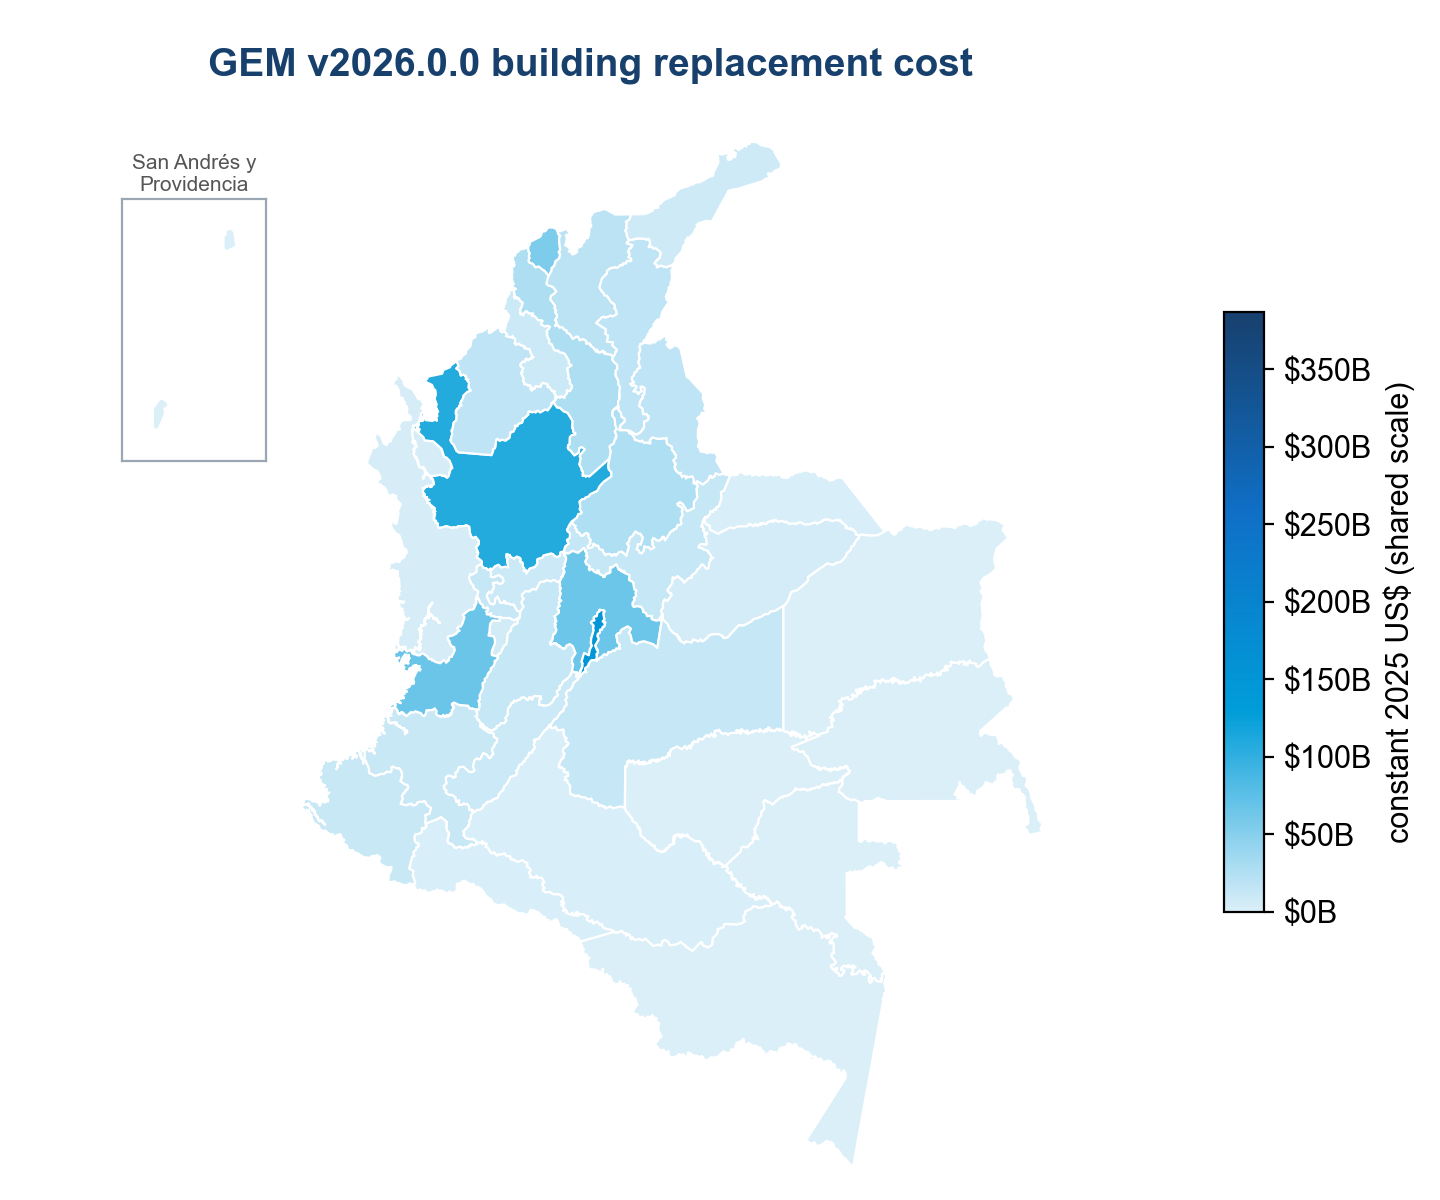 GEM v2026.0.0 building replacement cost
San Andrés y
Providencia
$350B
$300B
$250B
$200B
$150B
$100B
$50B
$0B
constant 2025 US$ (shared scale)